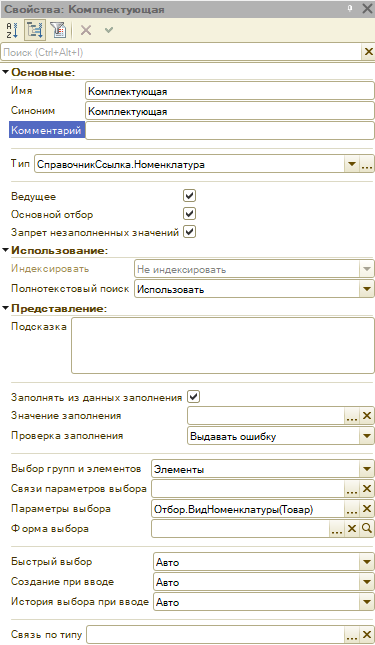 Свойства: Комплектующая
Поиск (Ctrl+Alt+I)
Основные:
Имя Комплектующая
Синоним Комплектующая
Комментарий
Тип СправочникСсылка.Номенклатура
Ведущее
Основной отбор
Запрет незаполненных значений
Использование:
Индексировать Не индексировать
Полнотекстовый поиск Использовать
Представление:
Подсказка
Заполнять из данных заполнения
Значение заполнения
Проверка заполнения Выдавать ошибку
Выбор групп и элементов Элементы
Связи параметров выбора
Параметры выбора Отбор.ВидНоменклатуры(Товар)
Форма выбора
Быстрый выбор Авто
Создание при вводе Авто
История выбора при вводе Авто
Связь по типу